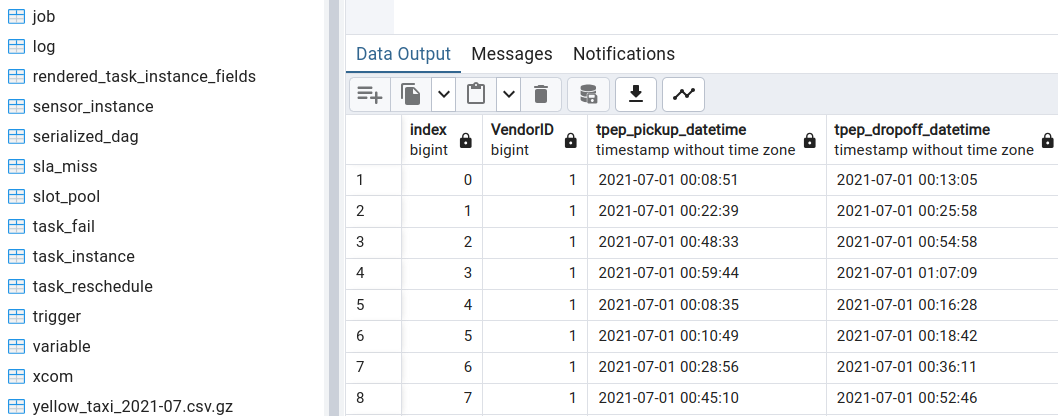 job
log
rendered_task_instance_fields
sensor_instance
serialized_dag
sla_miss
slot_pool
task_fail
task_instance
task_reschedule
trigger
variable
xcom
yellow_taxi_2021-07.csv.gz
Data Output Messages Notifications
index VendorID tpep_pickup_datetime tpep_dropoff_datetime
bigint bigint timestamp without time zone timestamp without time zone
1 0 1 2021-07-01 00:08:51 2021-07-01 00:13:05
2 1 1 2021-07-01 00:22:39 2021-07-01 00:25:58
3 2 1 2021-07-01 00:48:33 2021-07-01 00:54:58
4 3 1 2021-07-01 00:59:44 2021-07-01 01:07:09
5 4 1 2021-07-01 00:08:35 2021-07-01 00:16:28
6 5 1 2021-07-01 00:10:49 2021-07-01 00:18:42
7 6 1 2021-07-01 00:28:56 2021-07-01 00:36:11
8 7 1 2021-07-01 00:45:10 2021-07-01 00:52:46